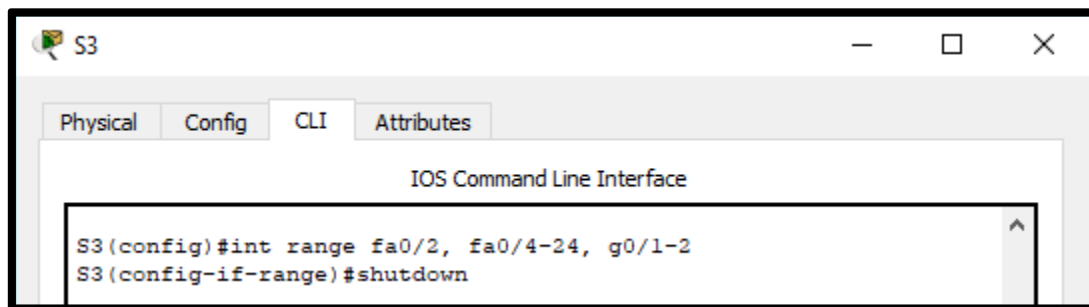 S3
Physical Config CLI Attributes
IOS Command Line Interface
S3(config)#int range fa0/2, fa0/4-24, g0/1-2
S3(config-if-range)#shutdown